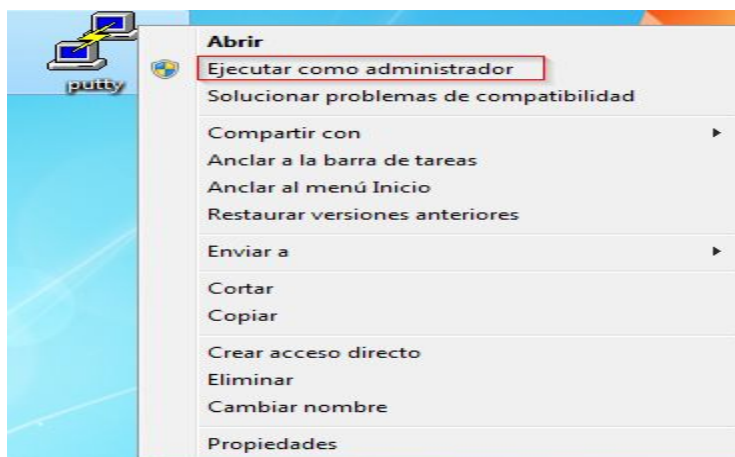 putty
Abrir
Ejecutar como administrador
Solucionar problemas de compatibilidad
Compartir con
Anclar a la barra de tareas
Anclar al menú Inicio
Restaurar versiones anteriores
Enviar a
Cortar
Copiar
Crear acceso directo
Eliminar
Cambiar nombre
Propiedades